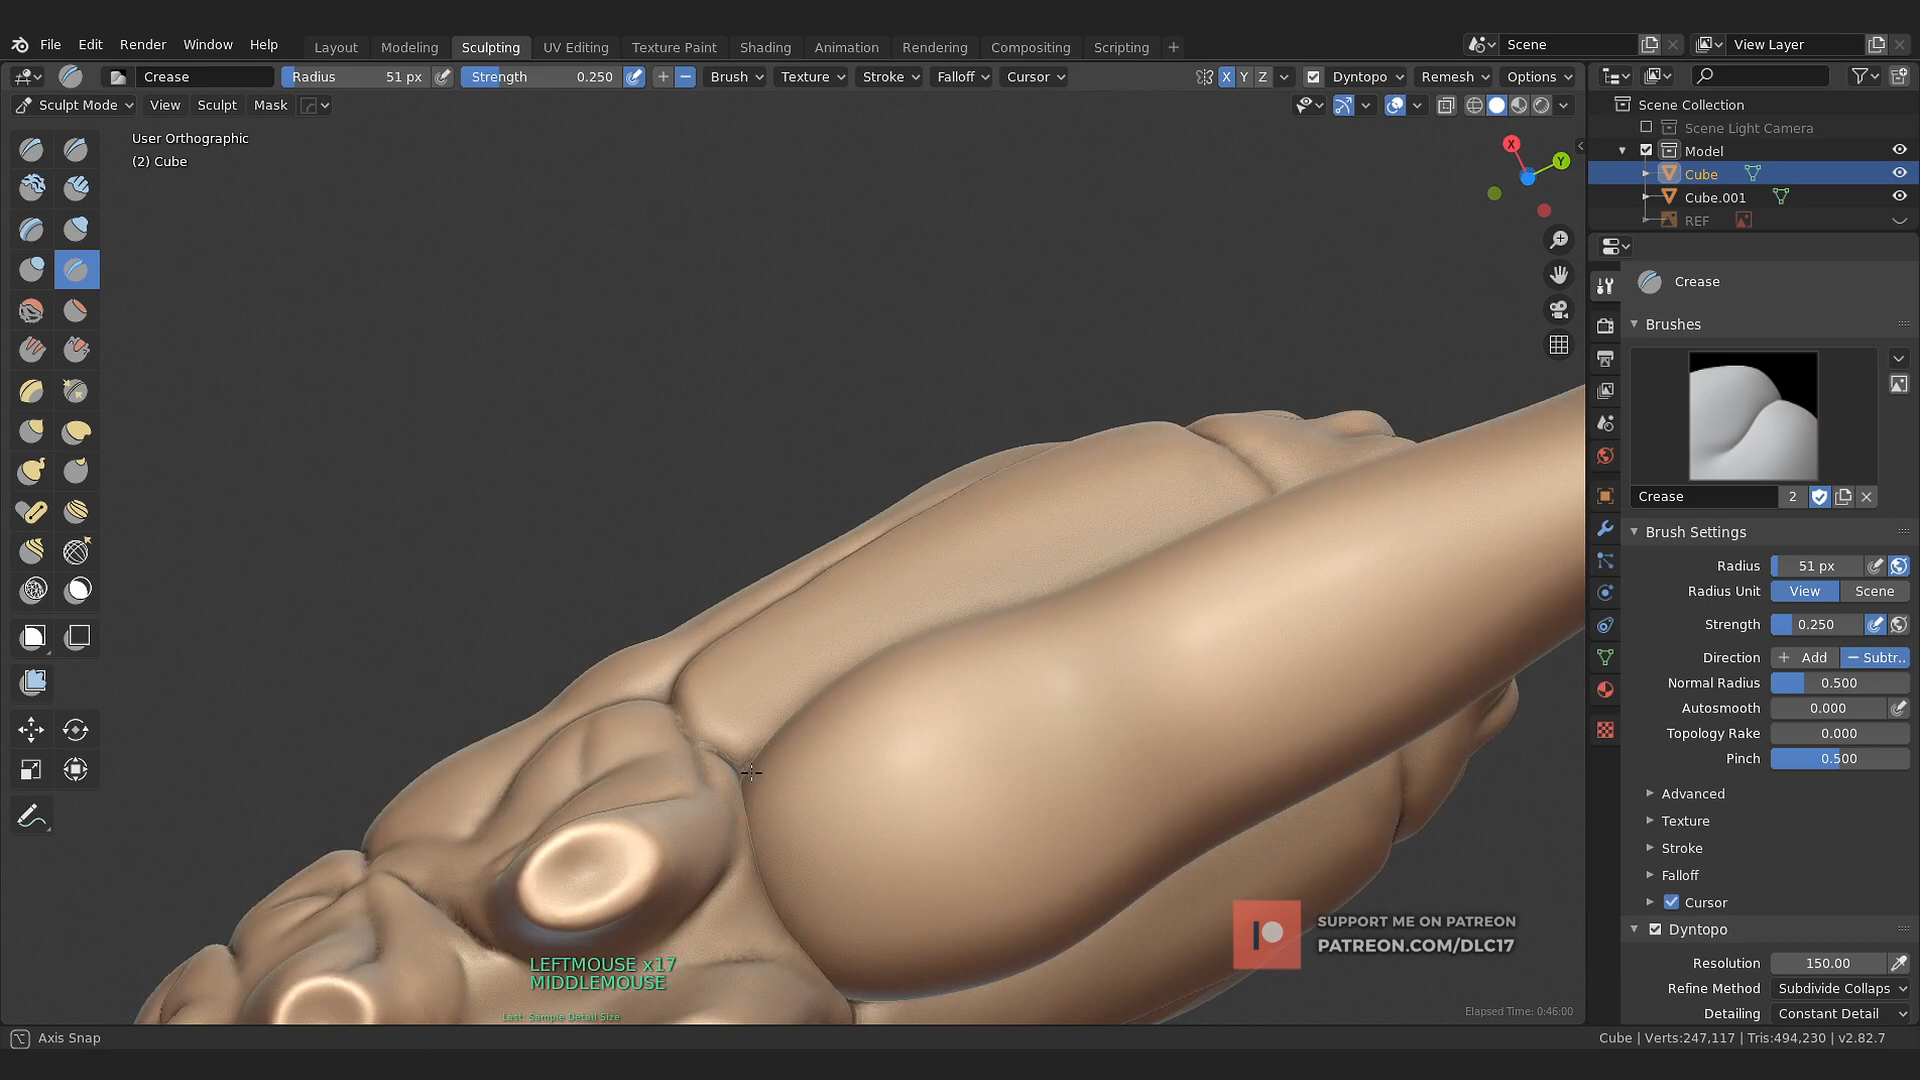 File Edit Render Window Help
Layout Modeling Sculpting UV Editing Texture Paint Shading Animation Rendering Compositing Scripting +
Scene
View Layer
Crease
Radius 51 px
Strength 0.250
Brush Texture Stroke Falloff Cursor
X Y Z
Dyntopo Remesh Options
Sculpt Mode View Sculpt Mask
User Orthographic
(2) Cube
X
Y
Scene Collection
Scene Light Camera
Model
Cube
Cube.001
REF
Crease
Brushes
Crease 2
Brush Settings
Radius 51 px
Radius Unit View Scene
Strength 0.250
Direction + Add − Subtr..
Normal Radius 0.500
Autosmooth 0.000
Topology Rake 0.000
Pinch 0.500
Advanced
Texture
Stroke
Falloff
Cursor
Dyntopo
Resolution 150.00
Refine Method Subdivide Collaps
Detailing Constant Detail
SUPPORT ME ON PATREON
PATREON.COM/DLC17
LEFTMOUSE x17
MIDDLEMOUSE
Last: Sample Detail Size
Elapsed Time: 0:46:00
Axis Snap
Cube | Verts:247,117 | Tris:494,230 | v2.82.7